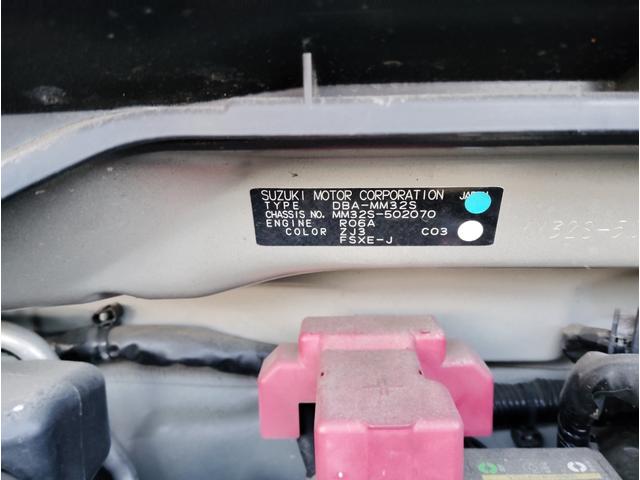 SUZUKI MOTOR CORPORATION JAPAN
TYPE DBA-MM32S
CHASSIS NO. MM32S-502070
ENGINE R06A
COLOR ZJ3 C03
FSXE-J